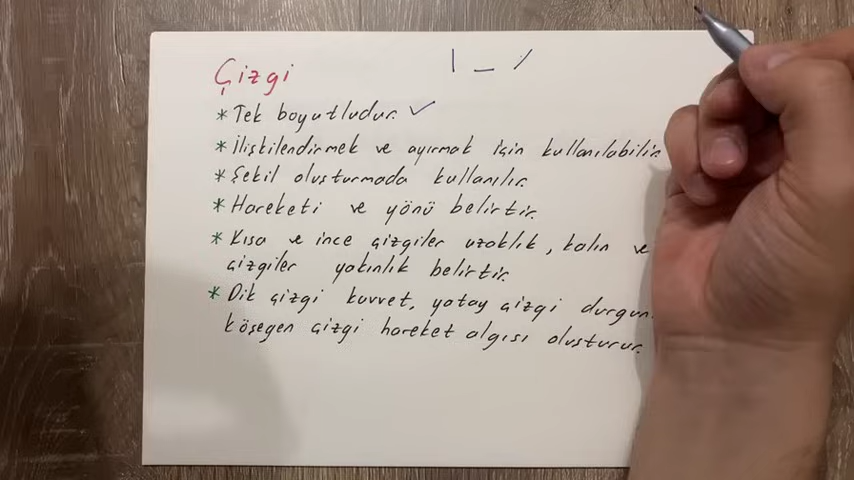 Çizgi
* Tek boyutludur. ✓
* İlişkilendirmek ve ayırmak için kullanılabilir.
* Şekil oluşturmada kullanılır.
* Hareketi ve yönü belirtir.
* Kısa ve ince çizgiler uzaklık, kalın ve
çizgiler yakınlık belirtir.
* Dik çizgi kuvvet, yatay çizgi
köşegen çizgi hareket algısı oluşturur.